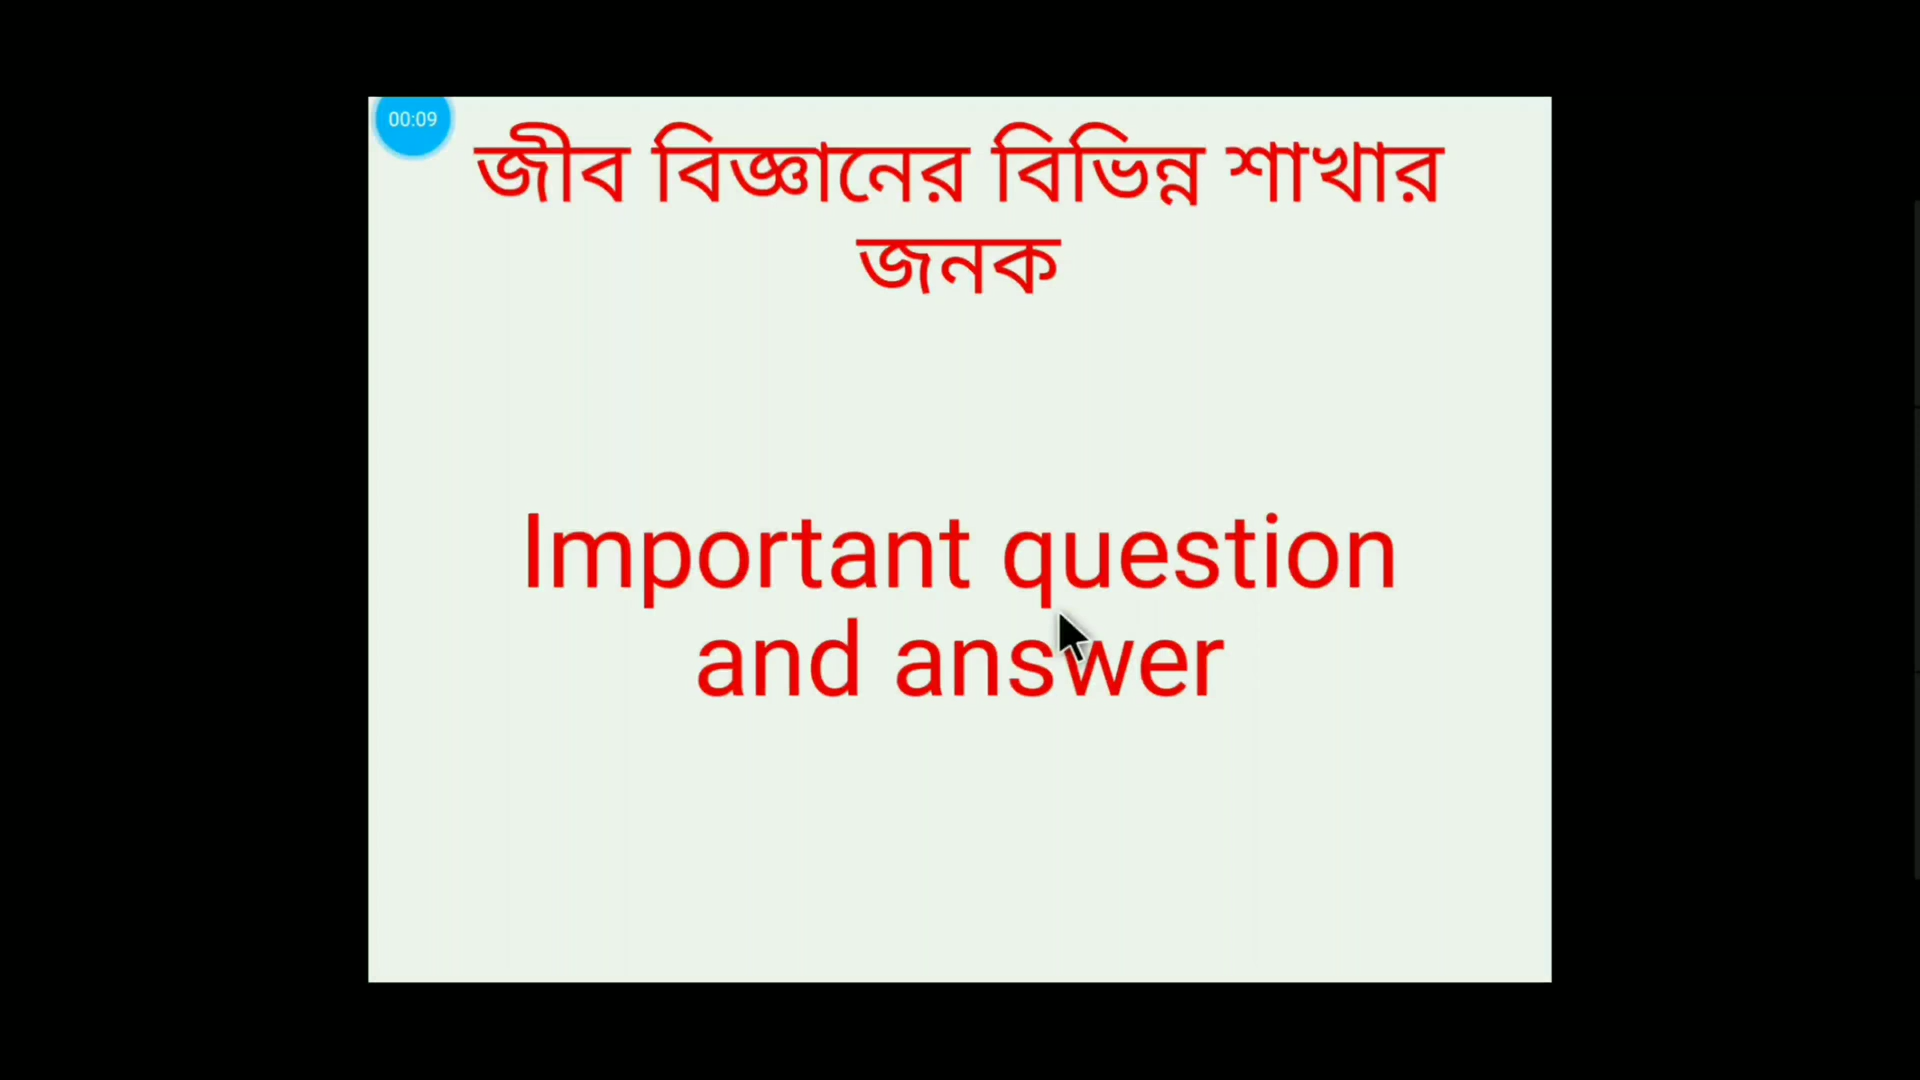 00:09
জীব বিজ্ঞানের বিভিন্ন শাখার
জনক
Important question
and answer